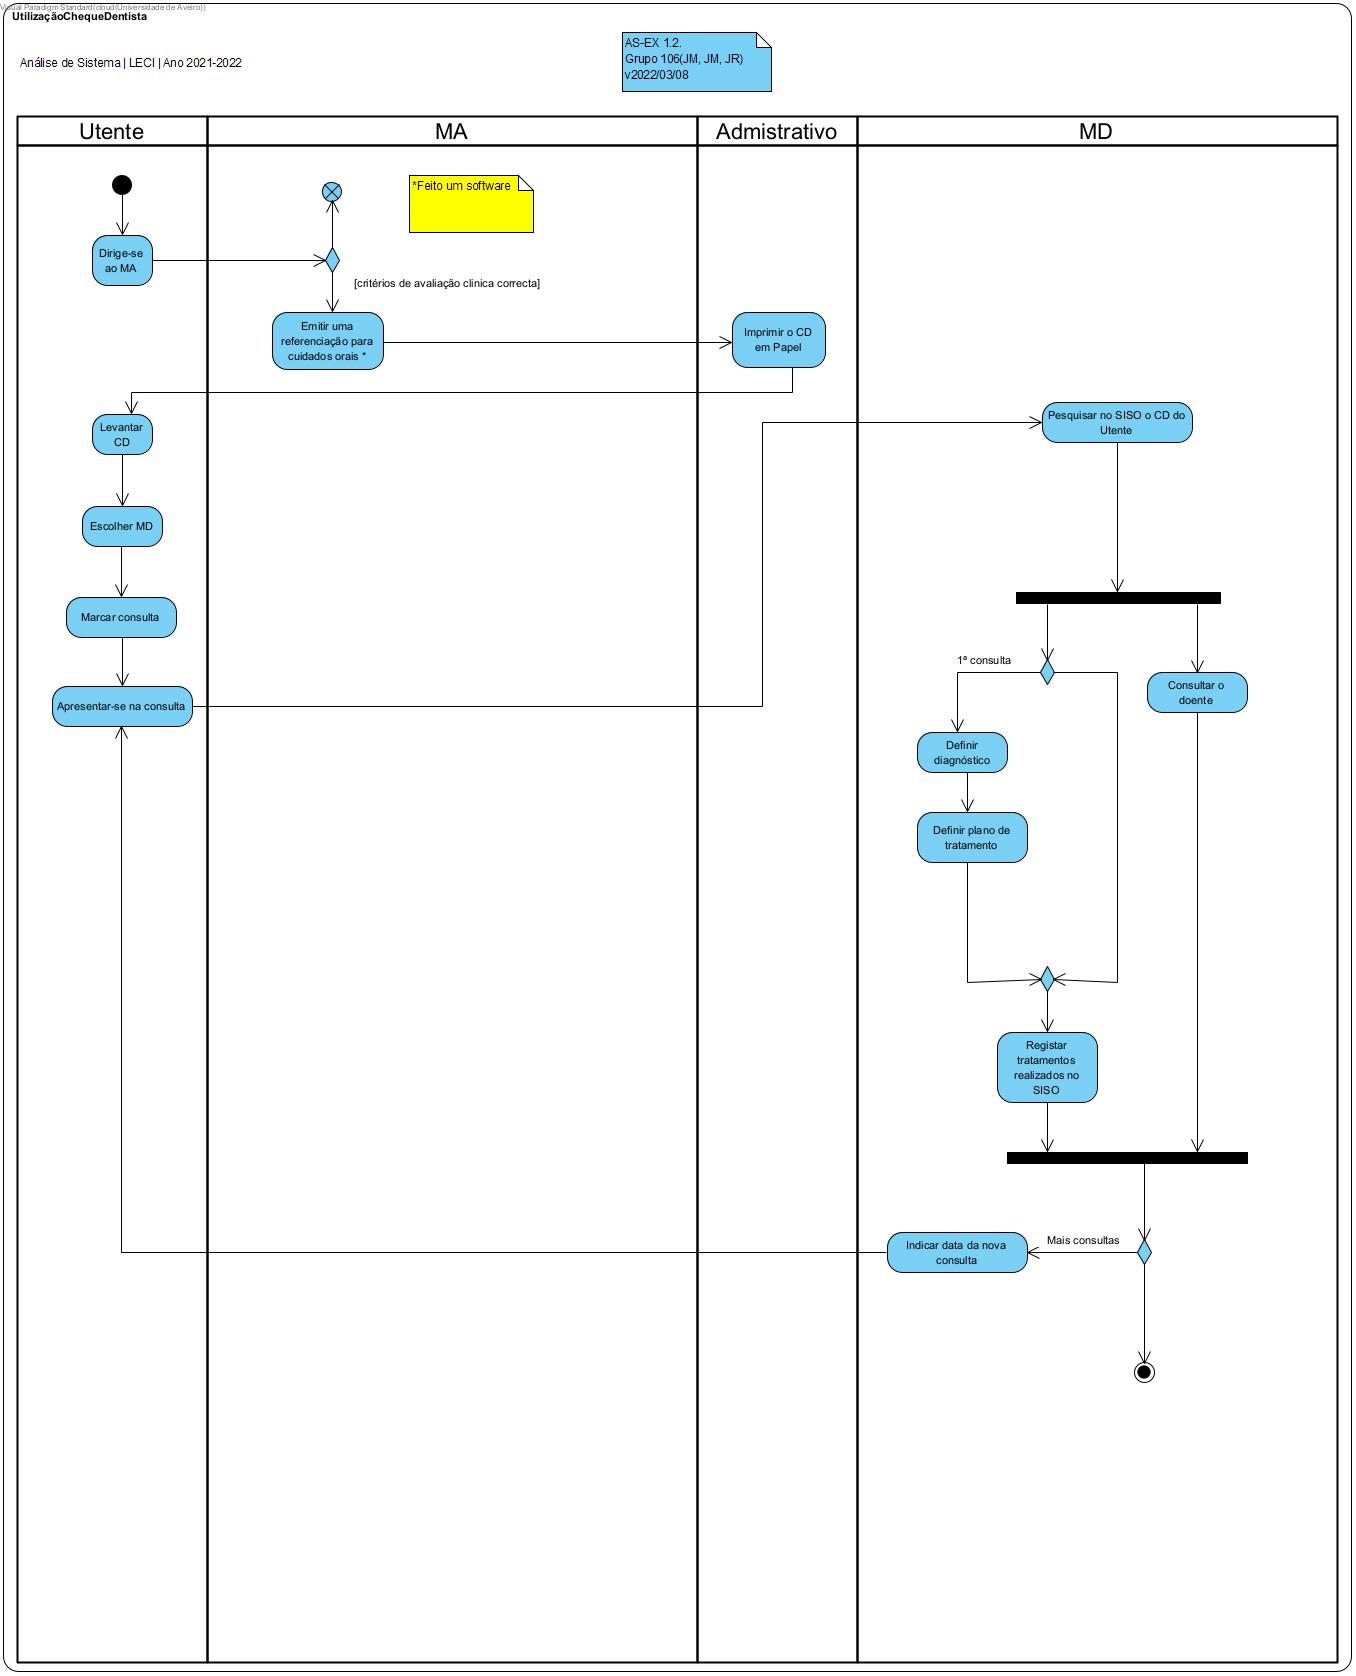 Visual Paradigm Standard(cloud(Universidade de Aveiro))
UtilizaçãoChequeDentista
AS-EX 1.2.
Grupo 106(JM, JM, JR)
v2022/03/08
Análise de Sistema | LECI | Ano 2021-2022
Utente
MA
Admistrativo
MD
*Feito um software
Dirige-se
ao MA
[critérios de avaliação clinica correcta]
Emitir uma
referenciação para
cuidados orais *
Imprimir o CD
em Papel
Levantar
CD
Pesquisar no SISO o CD do
Utente
Escolher MD
Marcar consulta
Apresentar-se na consulta
1ª consulta
Consultar o
doente
Definir
diagnóstico
Definir plano de
tratamento
Registar
tratamentos
realizados no
SISO
Mais consultas
Indicar data da nova
consulta